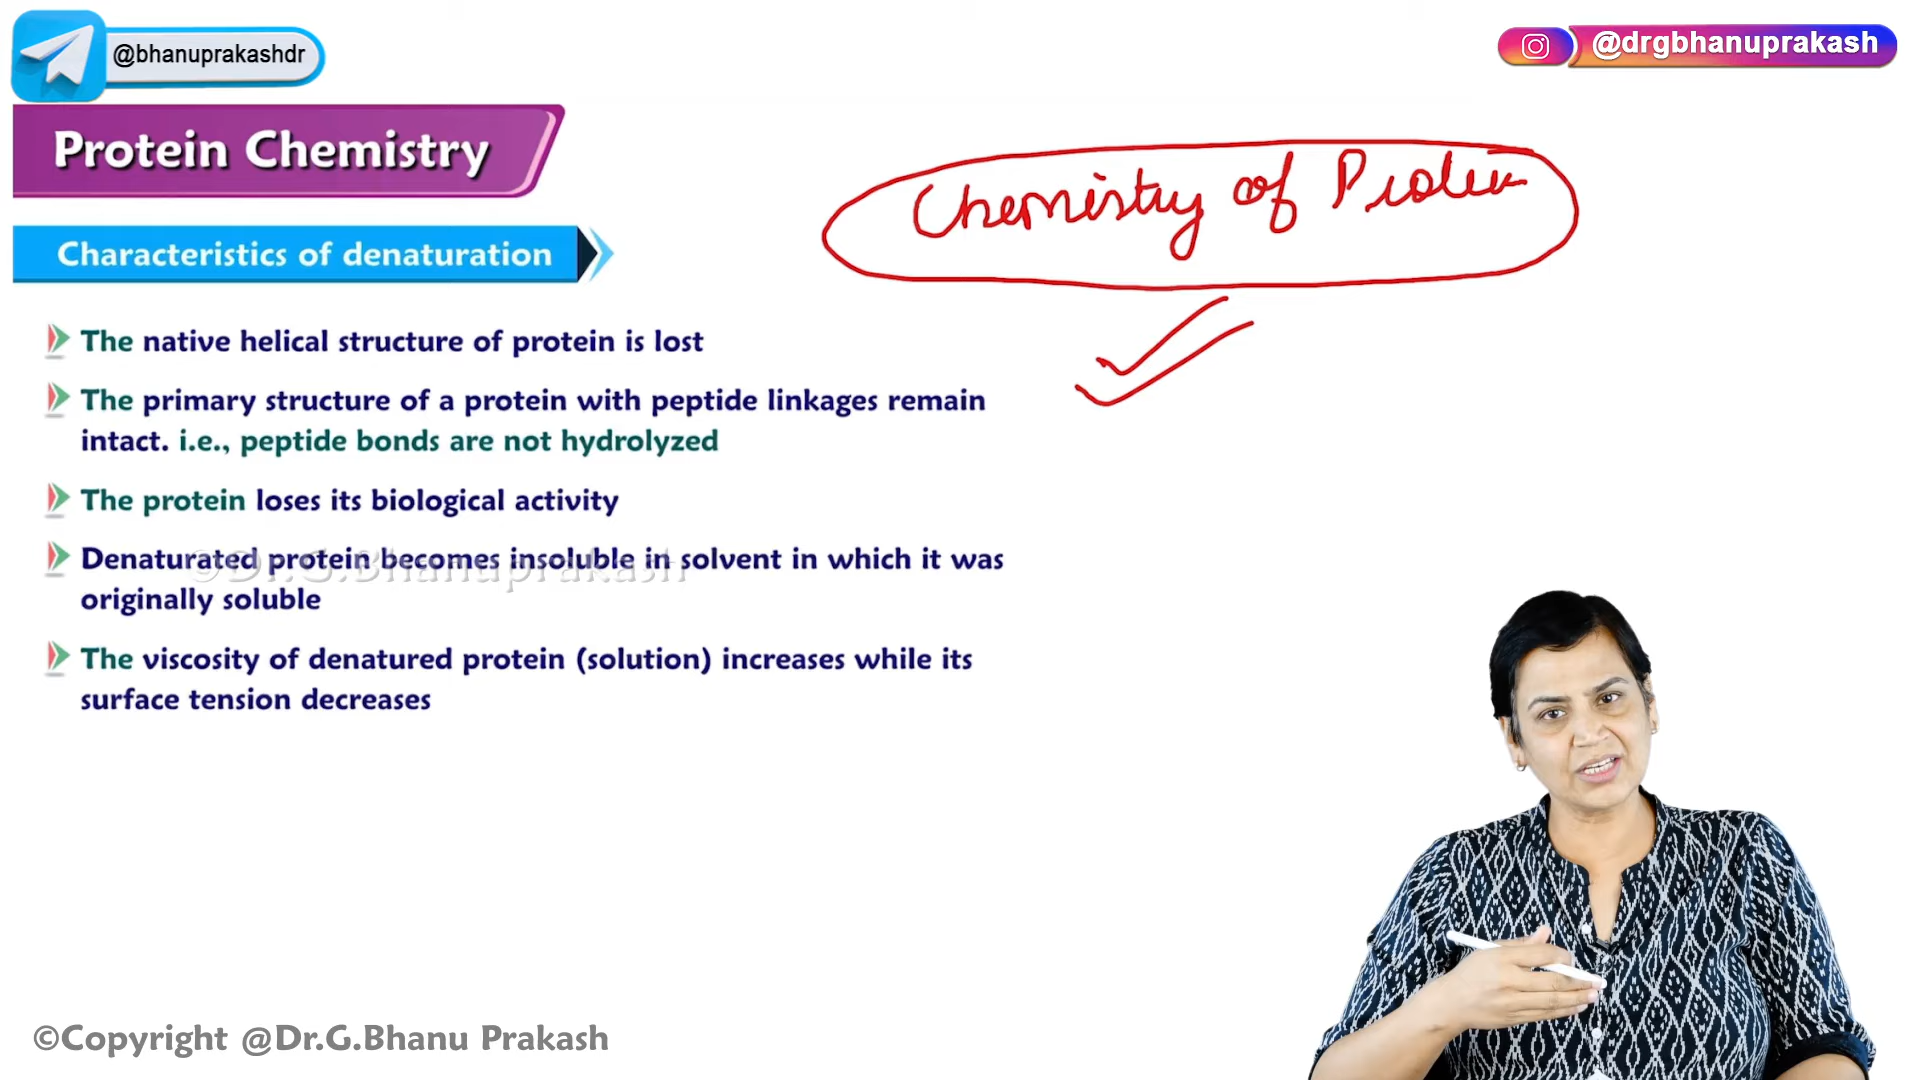 @bhanuprakashdr
@drgbhanuprakash
Protein Chemistry
Chemistry of Protein
Characteristics of denaturation
The native helical structure of protein is lost
The primary structure of a protein with peptide linkages remain
intact. i.e., peptide bonds are not hydrolyzed
The protein loses its biological activity
Denaturated protein becomes insoluble in solvent in which it was
originally soluble
©Dr.G.Bhanuprakash
The viscosity of denatured protein (solution) increases while its
surface tension decreases
©Copyright @Dr.G.Bhanu Prakash